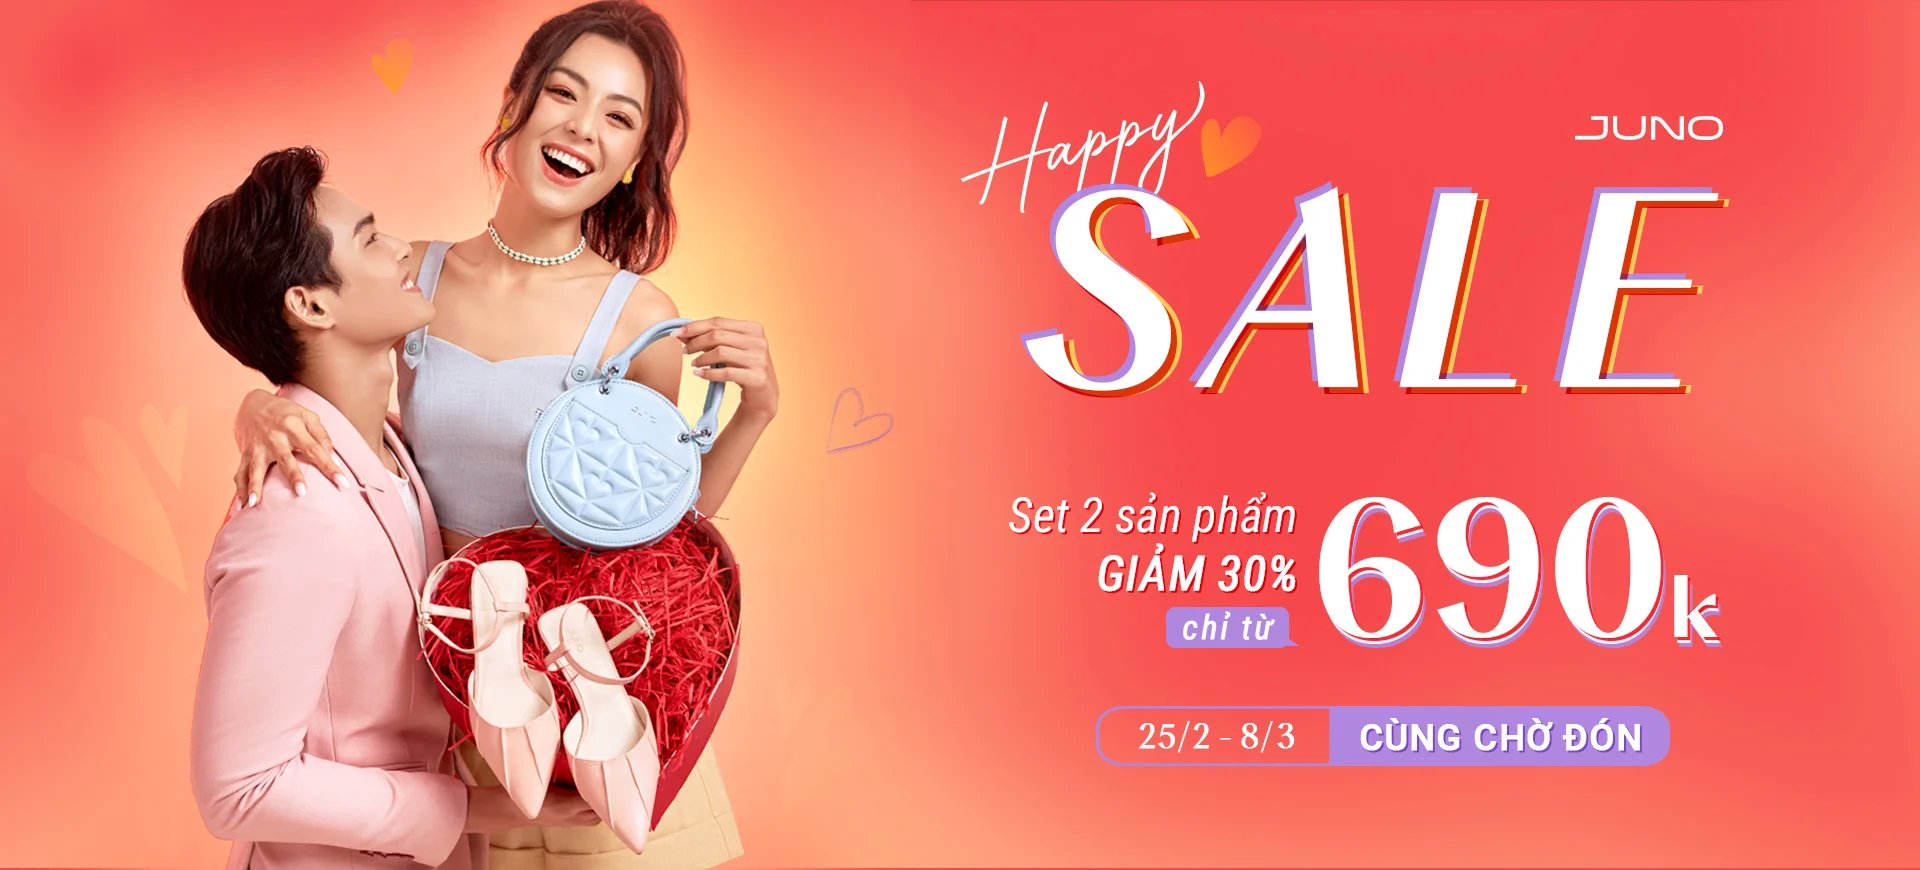 Happy
JUNO
SALE
Set 2 sản phẩm
GIẢM 30%
chỉ từ
690k
25/2 - 8/3 CÙNG CHỜ ĐÓN
JUNO